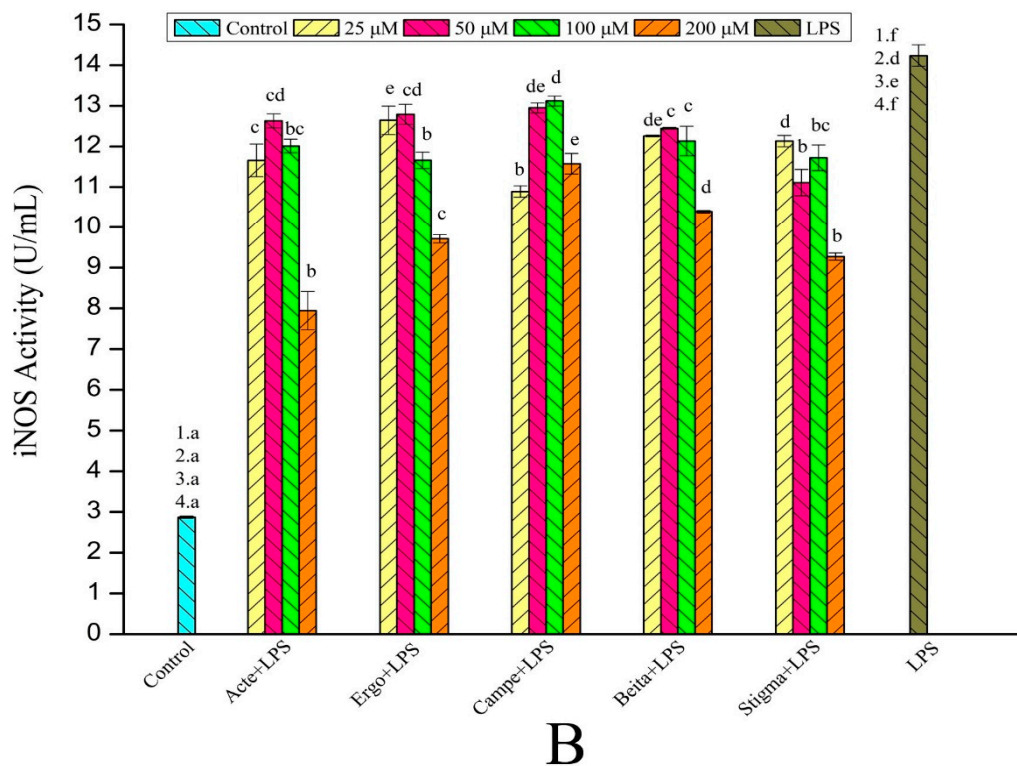 Control 25 μM 50 μM 100 μM 200 μM LPS
iNOS Activity (U/mL)
15
14
13
12
11
10
9
8
7
6
5
4
3
2
1
0
1.a
2.a
3.a
4.a
c
cd
bc
b
e
cd
b
c
b
de
d
e
de
c
c
d
d
b
bc
b
1.f
2.d
3.e
4.f
Control
Acte+LPS
Ergo+LPS
Campe+LPS
Beita+LPS
Stigma+LPS
LPS
B